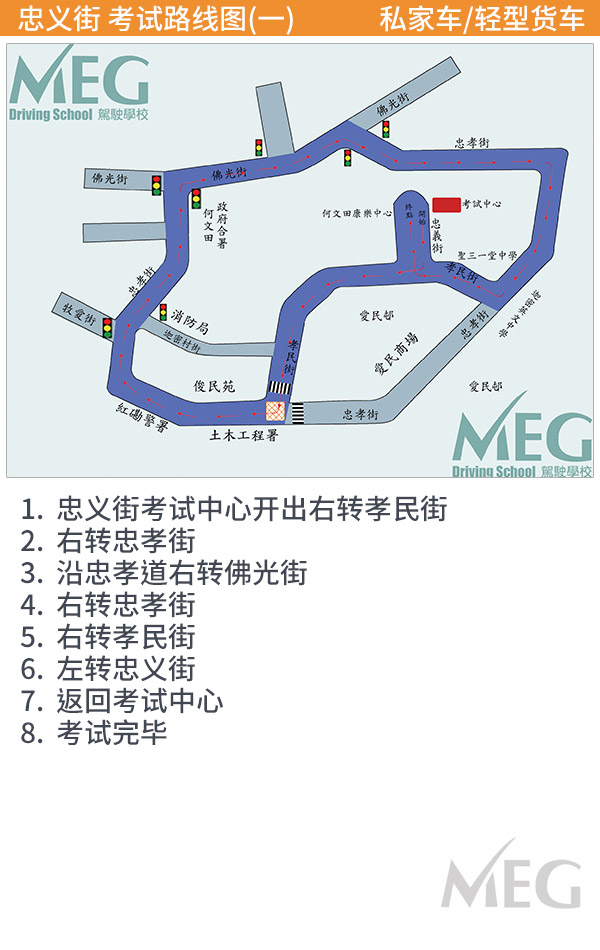 忠义街 考试路线图(一) 私家车/轻型货车
MEG
Driving School 駕駛學校
佛光街
忠孝街
佛光街
佛光街
政府合署
何文田
何文田康樂中心
終點
開始
考試中心
忠義街
聖三一堂中學
孝民街
忠孝街
迦密英文中學
牧愛街
消防局
迦密村街
孝民街
愛民邨
忠孝街
愛民商場
俊民苑
愛民邨
紅磡警署
土木工程署
忠孝街
MEG
Driving School 駕駛學校
1. 忠义街考试中心开出右转孝民街
2. 右转忠孝街
3. 沿忠孝道右转佛光街
4. 右转忠孝街
5. 右转孝民街
6. 左转忠义街
7. 返回考试中心
8. 考试完毕
MEG